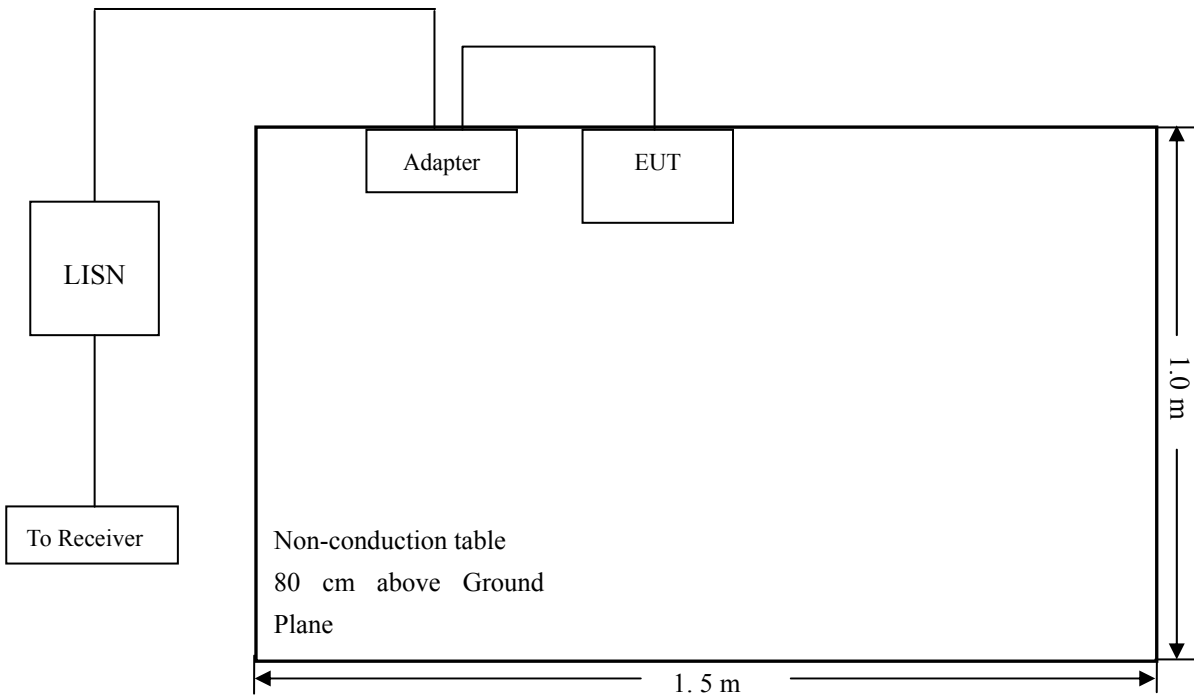 Adapter
EUT
LISN
To Receiver
Non-conduction table
80 cm above Ground
Plane
1.0 m
1. 5 m